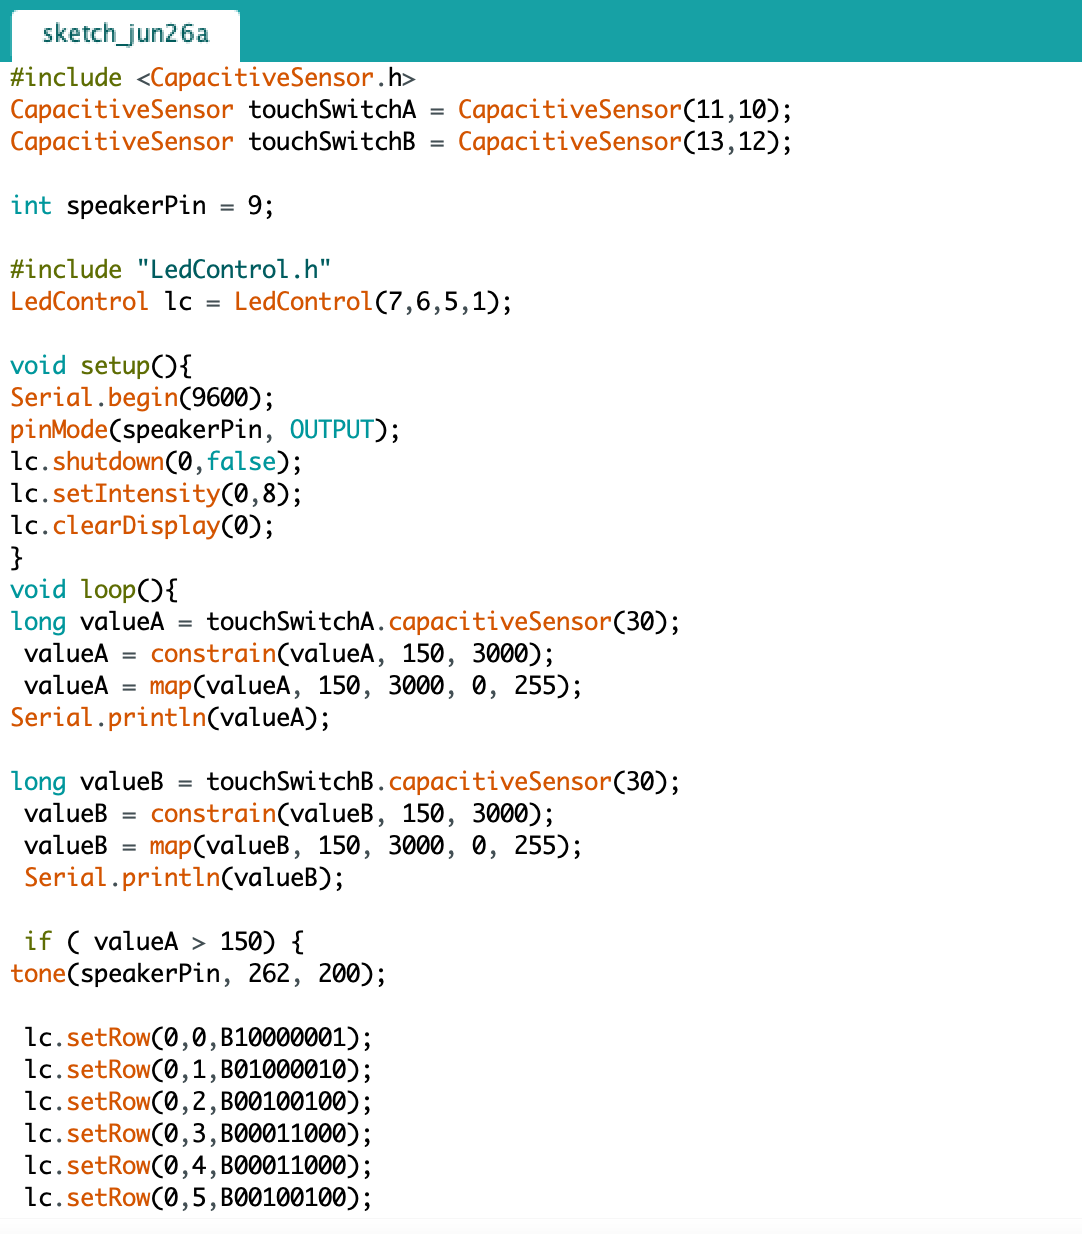 sketch_jun26a
#include <CapacitiveSensor.h>
CapacitiveSensor touchSwitchA = CapacitiveSensor(11,10);
CapacitiveSensor touchSwitchB = CapacitiveSensor(13,12);

int speakerPin = 9;

#include "LedControl.h"
LedControl lc = LedControl(7,6,5,1);

void setup(){
Serial.begin(9600);
pinMode(speakerPin, OUTPUT);
lc.shutdown(0,false);
lc.setIntensity(0,8);
lc.clearDisplay(0);
}
void loop(){
long valueA = touchSwitchA.capacitiveSensor(30);
 valueA = constrain(valueA, 150, 3000);
 valueA = map(valueA, 150, 3000, 0, 255);
Serial.println(valueA);

long valueB = touchSwitchB.capacitiveSensor(30);
 valueB = constrain(valueB, 150, 3000);
 valueB = map(valueB, 150, 3000, 0, 255);
 Serial.println(valueB);

 if ( valueA > 150) {
tone(speakerPin, 262, 200);

 lc.setRow(0,0,B10000001);
 lc.setRow(0,1,B01000010);
 lc.setRow(0,2,B00100100);
 lc.setRow(0,3,B00011000);
 lc.setRow(0,4,B00011000);
 lc.setRow(0,5,B00100100);